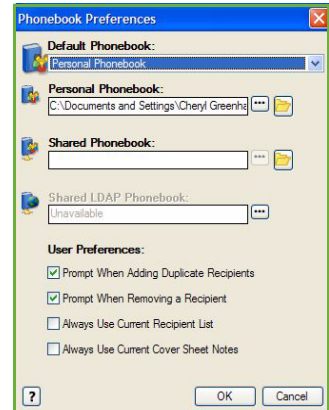 Phonebook Preferences
Default Phonebook:
Personal Phonebook
Personal Phonebook:
C:\Documents and Settings\Cheryl Greenha
Shared Phonebook:
Shared LDAP Phonebook:
Unavailable
User Preferences:
Prompt When Adding Duplicate Recipients
Prompt When Removing a Recipient
Always Use Current Recipient List
Always Use Current Cover Sheet Notes
? OK Cancel